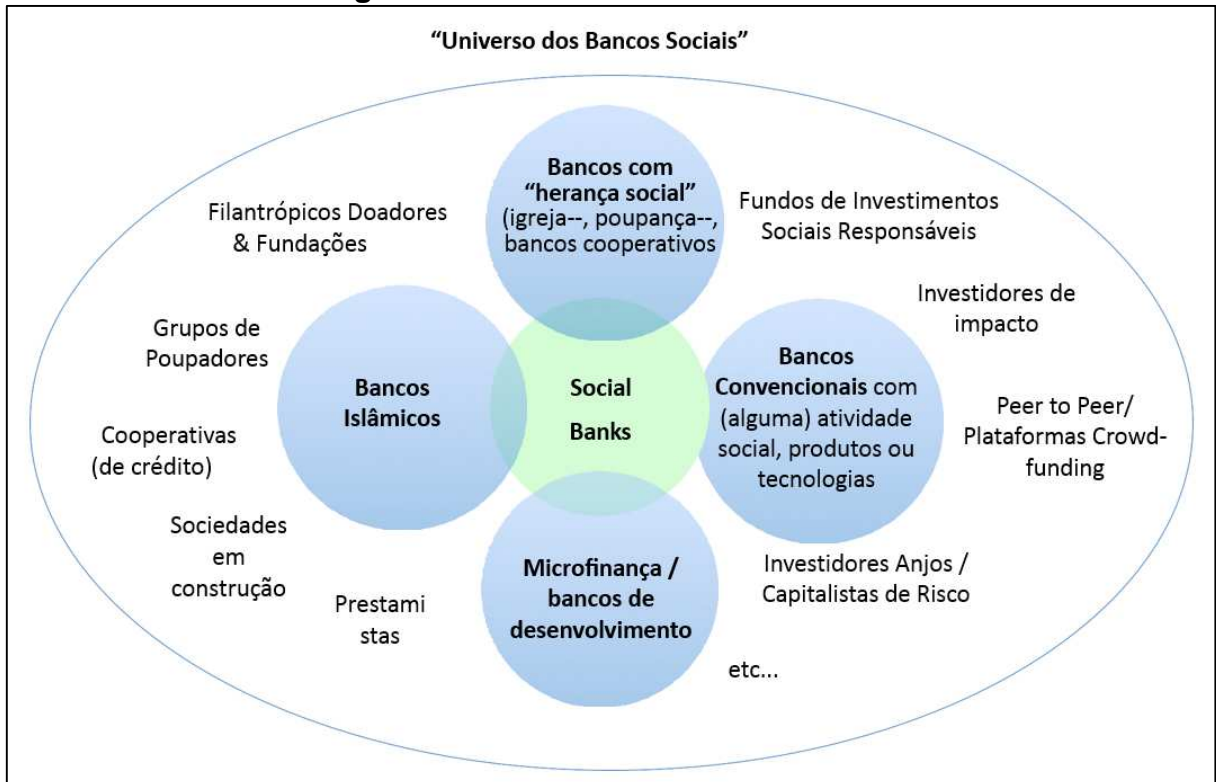 “Universo dos Bancos Sociais”
Bancos com
“herança social”
(igreja--, poupança--,
bancos cooperativos
Filantrópicos Doadores
& Fundações
Fundos de Investimentos
Sociais Responsáveis
Investidores de
impacto
Grupos de
Poupadores
Bancos
Islâmicos
Social
Banks
Bancos
Convencionais com
(alguma) atividade
social, produtos ou
tecnologias
Peer to Peer/
Plataformas Crowd-
funding
Cooperativas
(de crédito)
Sociedades
em
construção
Prestami
stas
Microfinança /
bancos de
desenvolvimento
Investidores Anjos /
Capitalistas de Risco
etc...